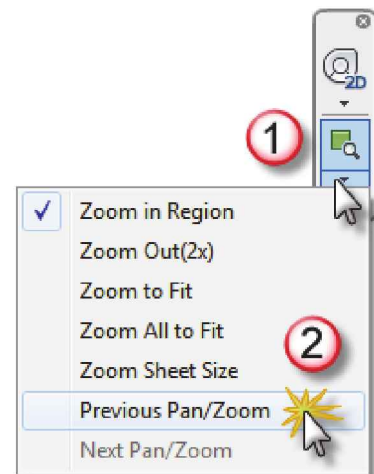 2D
1
Zoom in Region
Zoom Out(2x)
Zoom to Fit
Zoom All to Fit
2
Zoom Sheet Size
Previous Pan/Zoom
Next Pan/Zoom